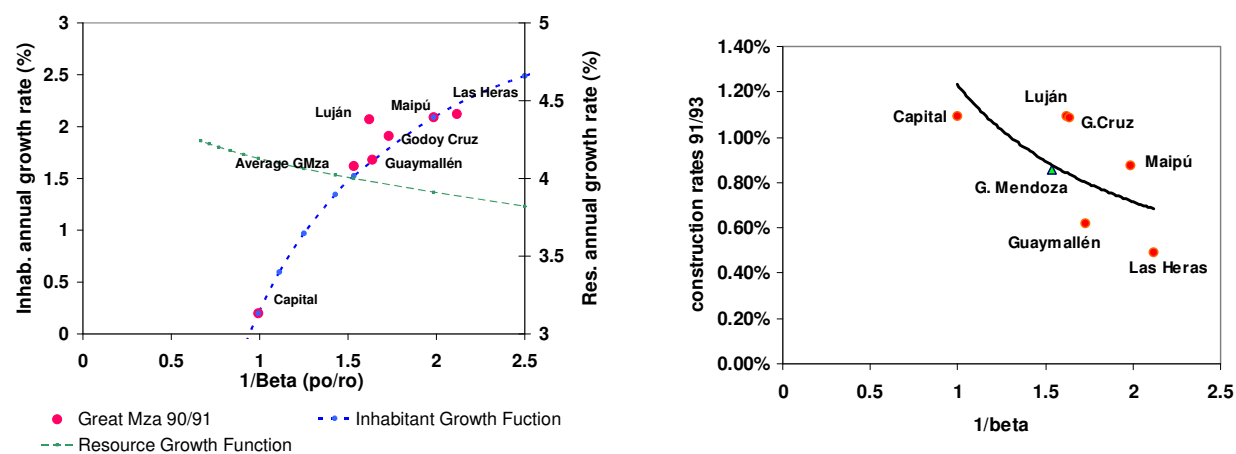 Inhab. annual growth rate (%)
3
2.5
2
1.5
1
0.5
0
Las Heras
Maipú
Luján
Godoy Cruz
Average GMza
Guaymallén
Capital
5
4.5
4
3.5
3
Res. annual growth rate (%)
0
0.5
1
1.5
2
2.5
1/Beta (po/ro)
Great Mza 90/91
Inhabitant Growth Fuction
Resource Growth Function
construction rates 91/93
1.40%
1.20%
1.00%
0.80%
0.60%
0.40%
0.20%
0.00%
Capital
Luján
G.Cruz
Maipú
G. Mendoza
Guaymallén
Las Heras
0
0.5
1
1.5
2
2.5
1/beta